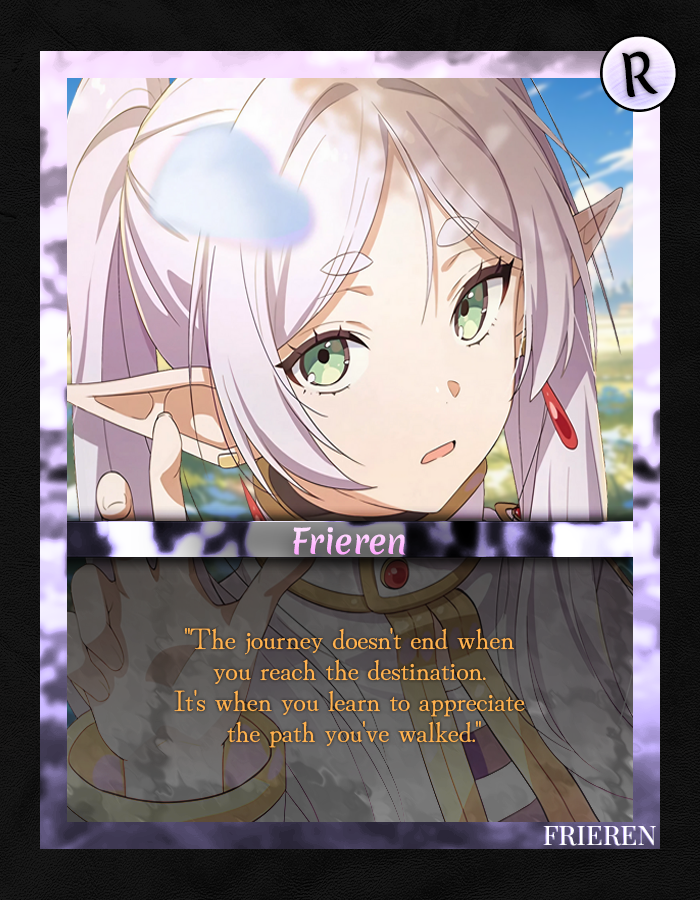 R
Frieren
"The journey doesn't end when
you reach the destination.
It's when you learn to appreciate
the path you've walked."
FRIEREN